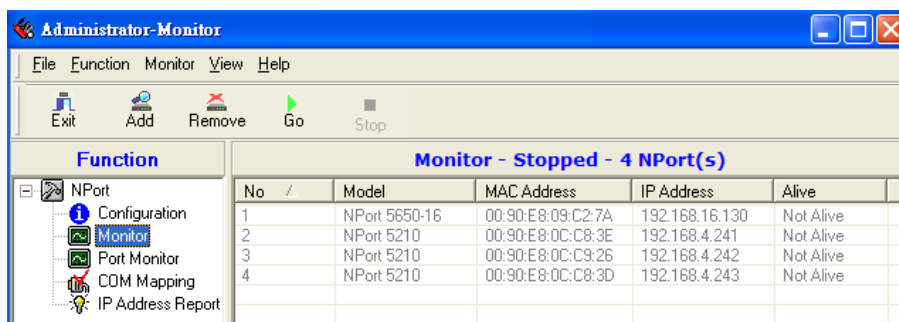 Administrator-Monitor
File Function Monitor View Help
Exit Add Remove Go Stop
Function
Monitor - Stopped - 4 NPort(s)
NPort
Configuration
Monitor
Port Monitor
COM Mapping
IP Address Report
No Model MAC Address IP Address Alive
1 NPort 5650-16 00:90:E8:09:C2:7A 192.168.16.130 Not Alive
2 NPort 5210 00:90:E8:0C:C8:3E 192.168.4.241 Not Alive
3 NPort 5210 00:90:E8:0C:C9:26 192.168.4.242 Not Alive
4 NPort 5210 00:90:E8:0C:C8:3D 192.168.4.243 Not Alive